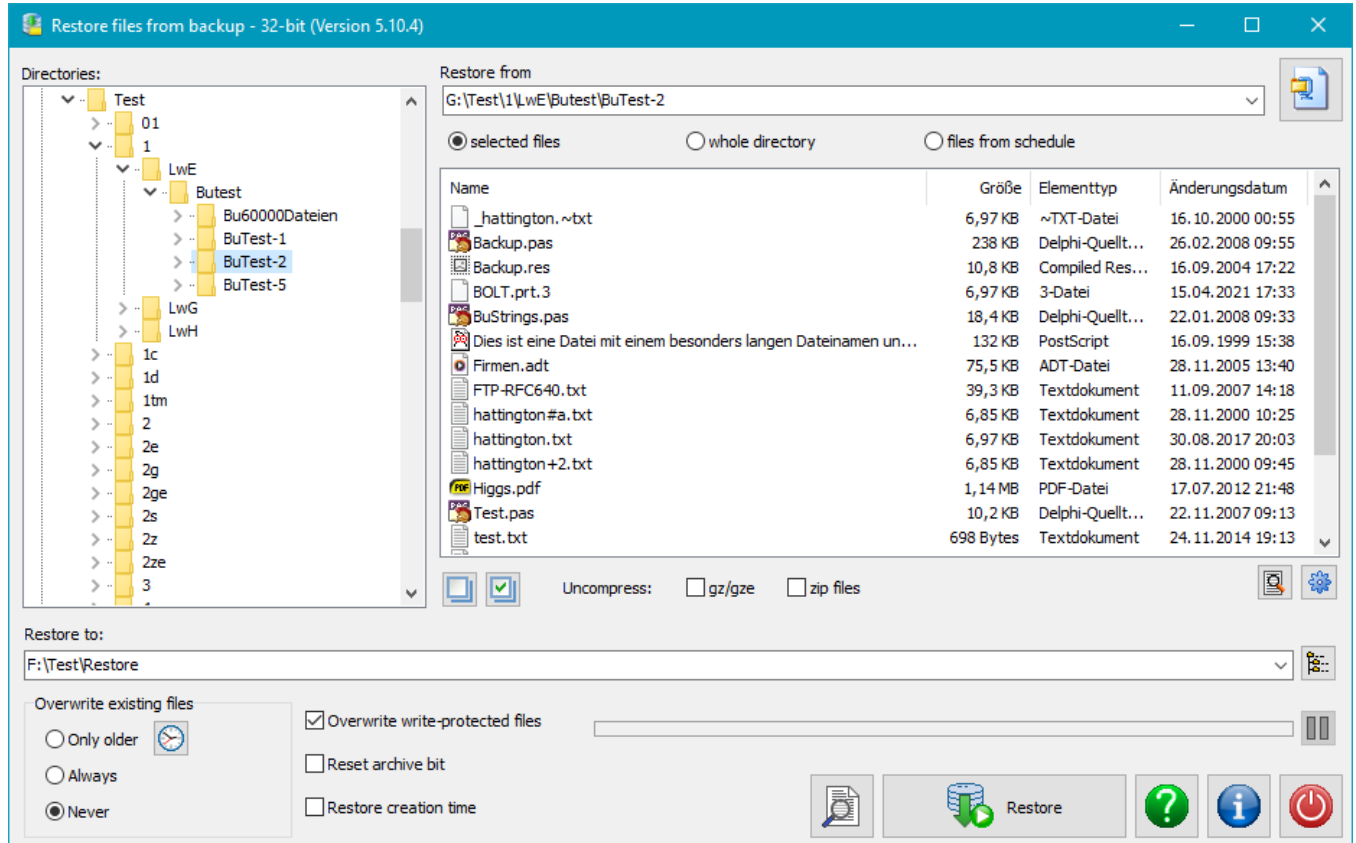 Restore files from backup - 32-bit (Version 5.10.4)
Directories:
Test
01
1
LwE
Butest
Bu60000Dateien
BuTest-1
BuTest-2
BuTest-5
LwG
LwH
1c
1d
1tm
2
2e
2g
2ge
2s
2z
2ze
3
Restore from
G:\Test\1\LwE\Butest\BuTest-2
selected files whole directory files from schedule
Name Größe Elementtyp Änderungsdatum
_hattington.~txt 6,97 KB ~TXT-Datei 16.10.2000 00:55
Backup.pas 238 KB Delphi-Quellt... 26.02.2008 09:55
Backup.res 10,8 KB Compiled Res... 16.09.2004 17:22
BOLT.prt.3 6,97 KB 3-Datei 15.04.2021 17:33
BuStrings.pas 18,4 KB Delphi-Quellt... 22.01.2008 09:33
Dies ist eine Datei mit einem besonders langen Dateinamen un... 132 KB PostScript 16.09.1999 15:38
Firmen.adt 75,5 KB ADT-Datei 28.11.2005 13:40
FTP-RFC640.txt 39,3 KB Textdokument 11.09.2007 14:18
hattington#a.txt 6,85 KB Textdokument 28.11.2000 10:25
hattington.txt 6,97 KB Textdokument 30.08.2017 20:03
hattington+2.txt 6,85 KB Textdokument 28.11.2000 09:45
Higgs.pdf 1,14 MB PDF-Datei 17.07.2012 21:48
Test.pas 10,2 KB Delphi-Quellt... 22.11.2007 09:13
test.txt 698 Bytes Textdokument 24.11.2014 19:13
Uncompress: gz/gze zip files
Restore to:
F:\Test\Restore
Overwrite existing files
Only older
Always
Never
Overwrite write-protected files
Reset archive bit
Restore creation time
Restore